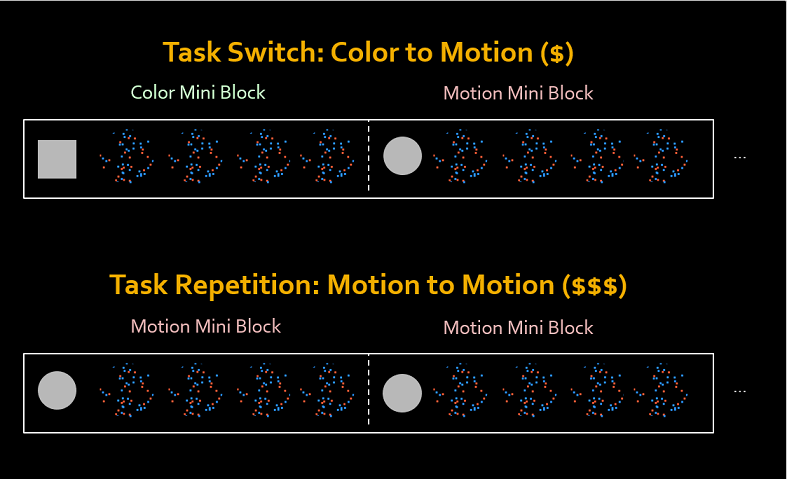 Task Switch: Color to Motion ($)
Color Mini Block
Motion Mini Block
...
Task Repetition: Motion to Motion ($$$)
Motion Mini Block
Motion Mini Block
...